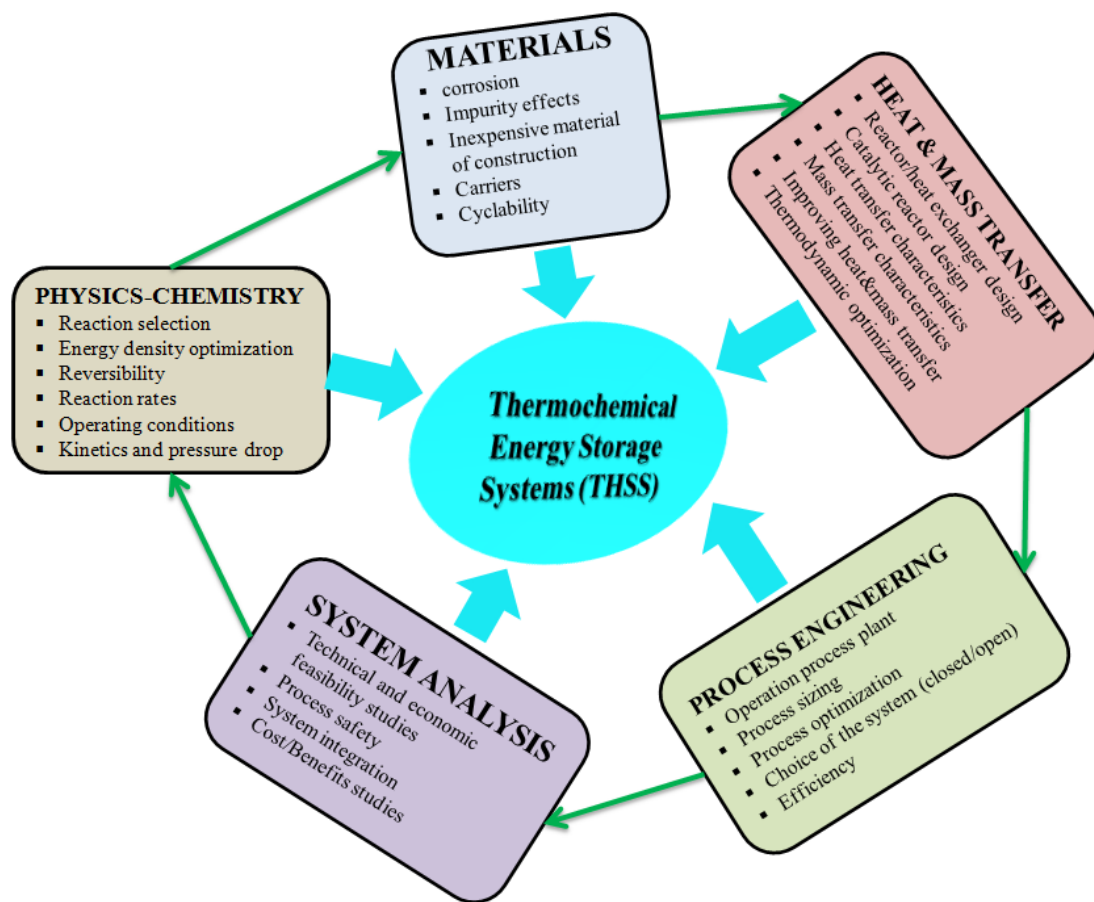 MATERIALS
▪ corrosion
▪ Impurity effects
▪ Inexpensive material
of construction
▪ Carriers
▪ Cyclability
HEAT & MASS TRANSFER
▪ Reactor/heat exchanger design
▪ Catalytic reactor design
▪ Heat transfer characteristics
▪ Mass transfer characteristics
▪ Improving heat&mass transfer
▪ Thermodynamic optimization
PHYSICS-CHEMISTRY
▪ Reaction selection
▪ Energy density optimization
▪ Reversibility
▪ Reaction rates
▪ Operating conditions
▪ Kinetics and pressure drop
Thermochemical
Energy Storage
Systems (THSS)
SYSTEM ANALYSIS
▪ Technical and economic
feasibility studies
▪ Process safety
▪ System integration
▪ Cost/Benefits studies
PROCESS ENGINEERING
▪ Operation process plant
▪ Process sizing
▪ Process optimization
▪ Choice of the system (closed/open)
▪ Efficiency